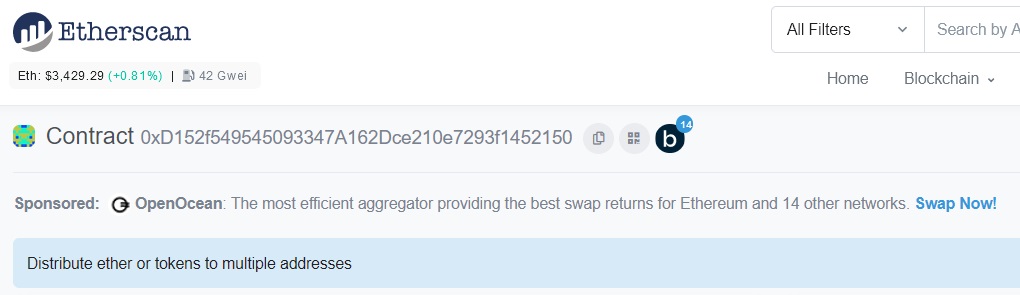 Etherscan
All Filters
Search by A
Eth: $3,429.29 (+0.81%) | 42 Gwei
Home Blockchain
Contract 0xD152f549545093347A162Dce210e7293f1452150 b 14
Sponsored: OpenOcean: The most efficient aggregator providing the best swap returns for Ethereum and 14 other networks. Swap Now!
Distribute ether or tokens to multiple addresses